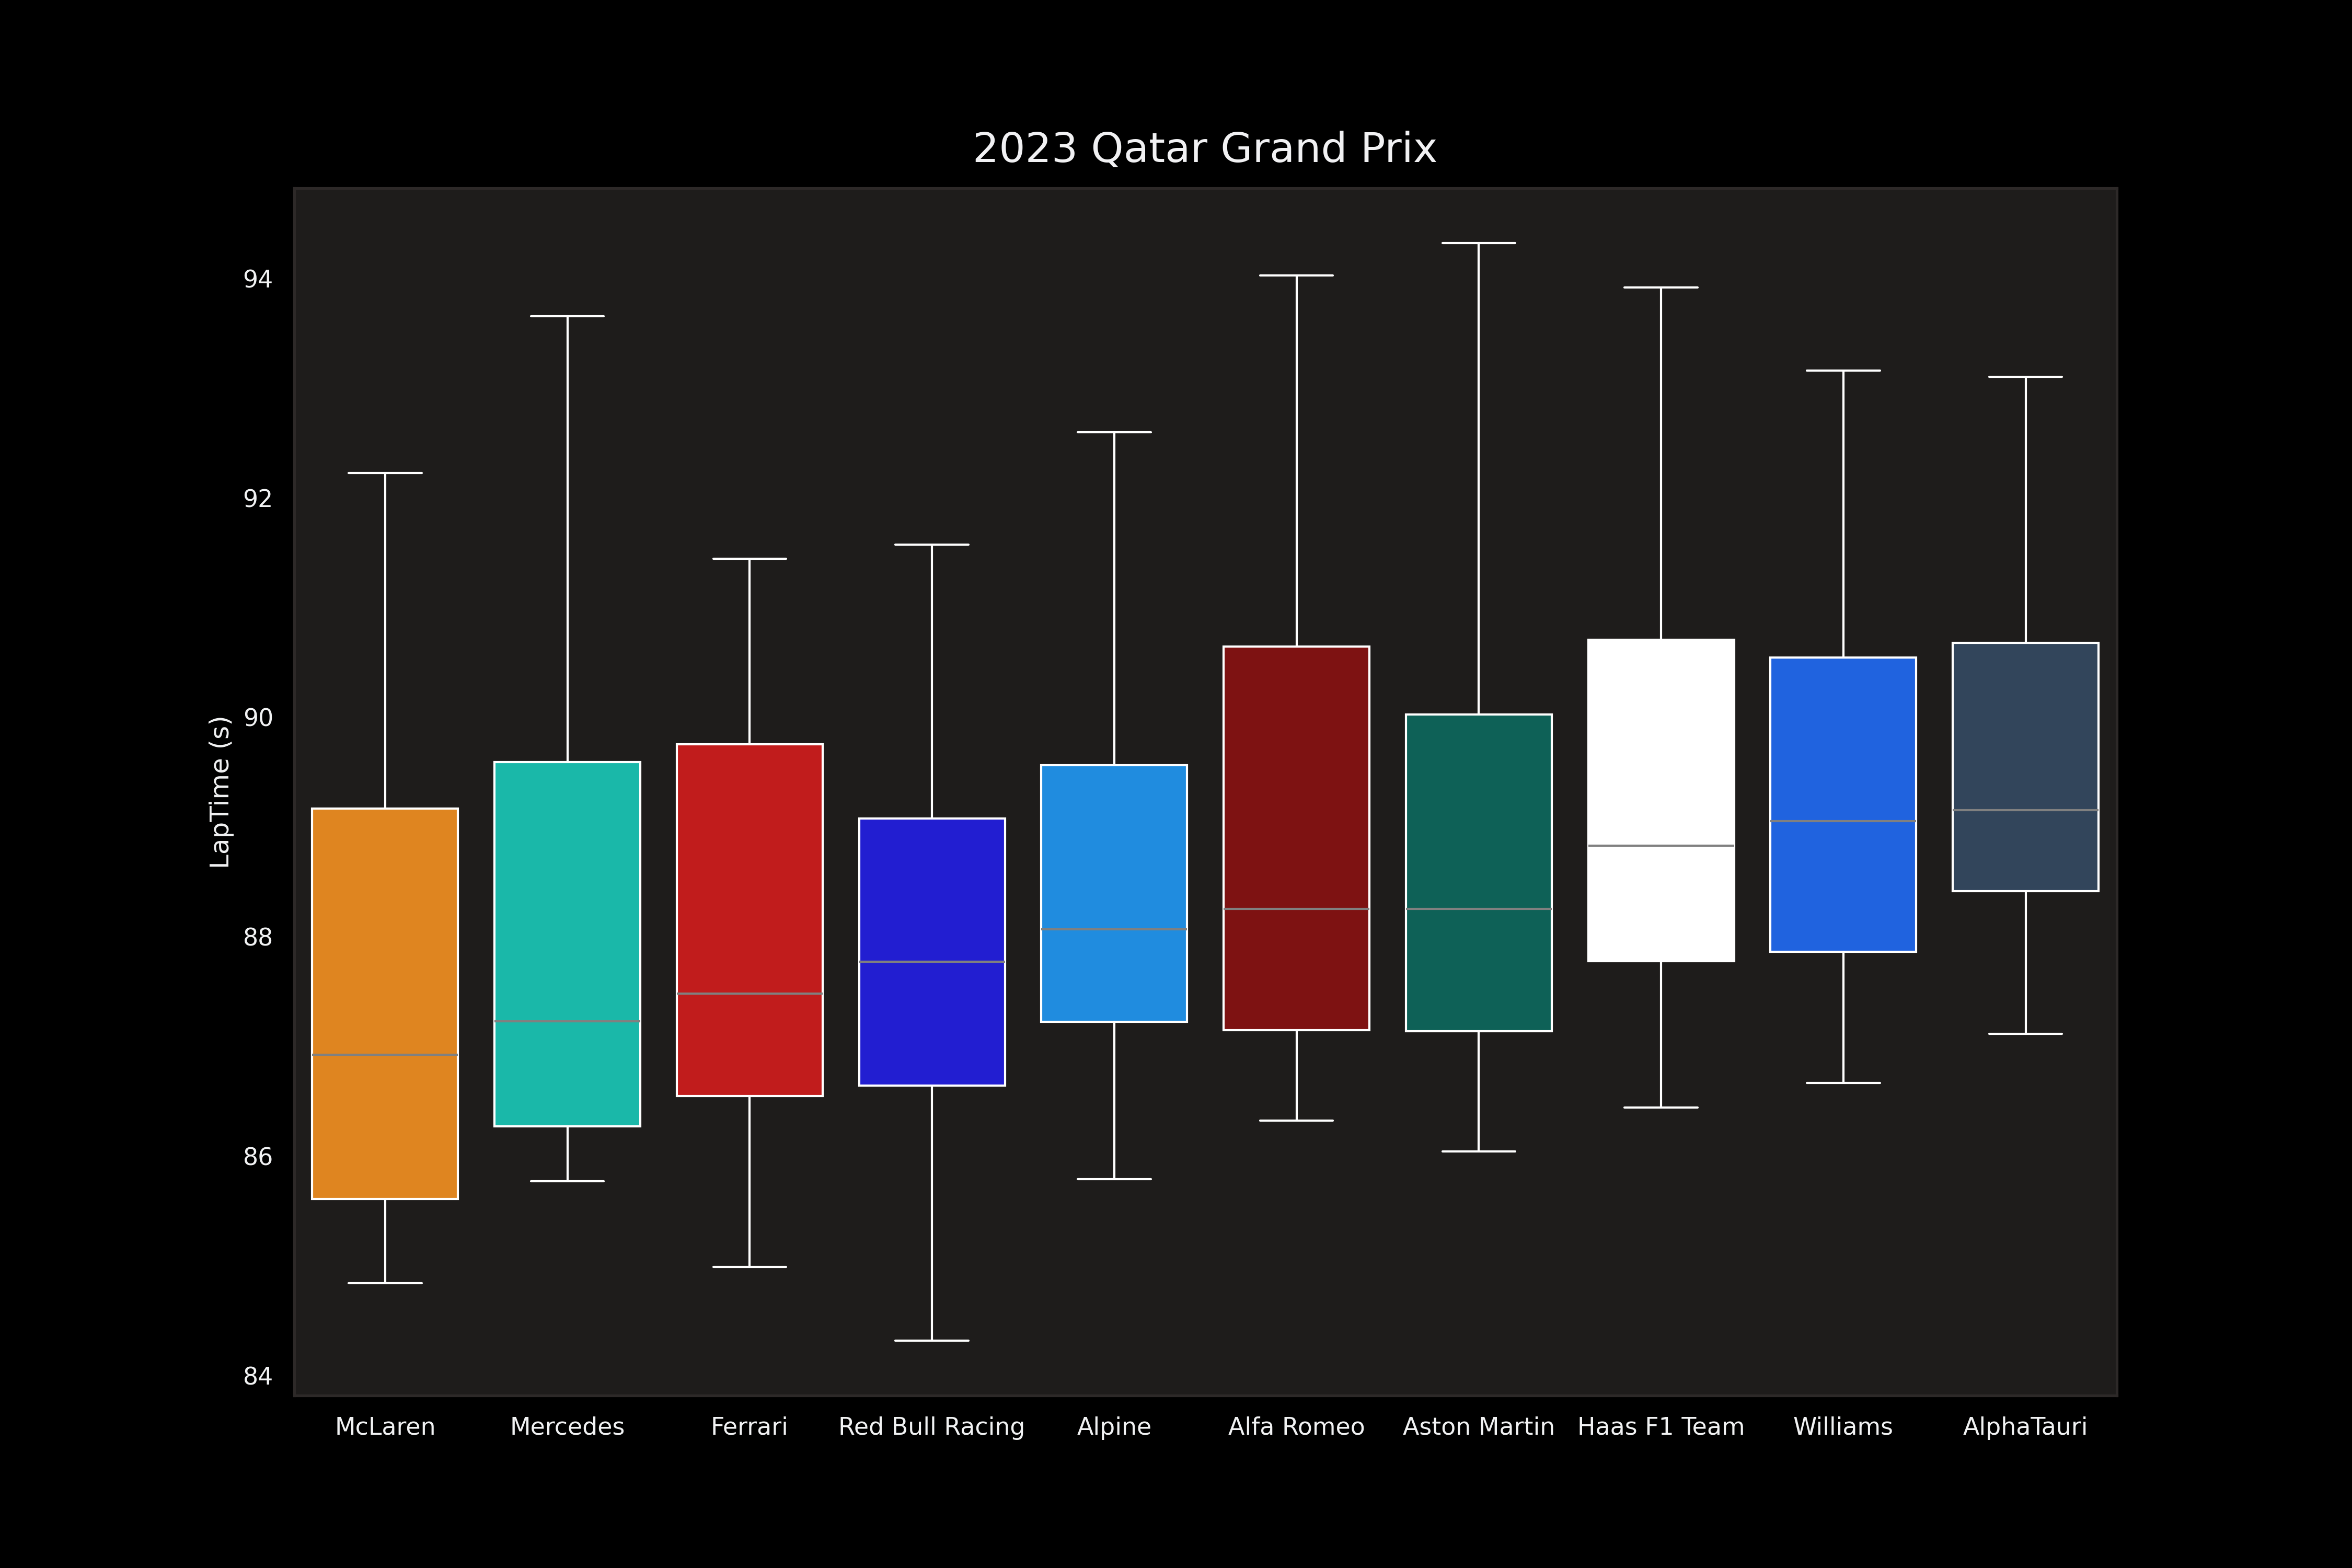 2023 Qatar Grand Prix
LapTime (s)
94
92
90
88
86
84
McLaren
Mercedes
Ferrari
Red Bull Racing
Alpine
Alfa Romeo
Aston Martin
Haas F1 Team
Williams
AlphaTauri